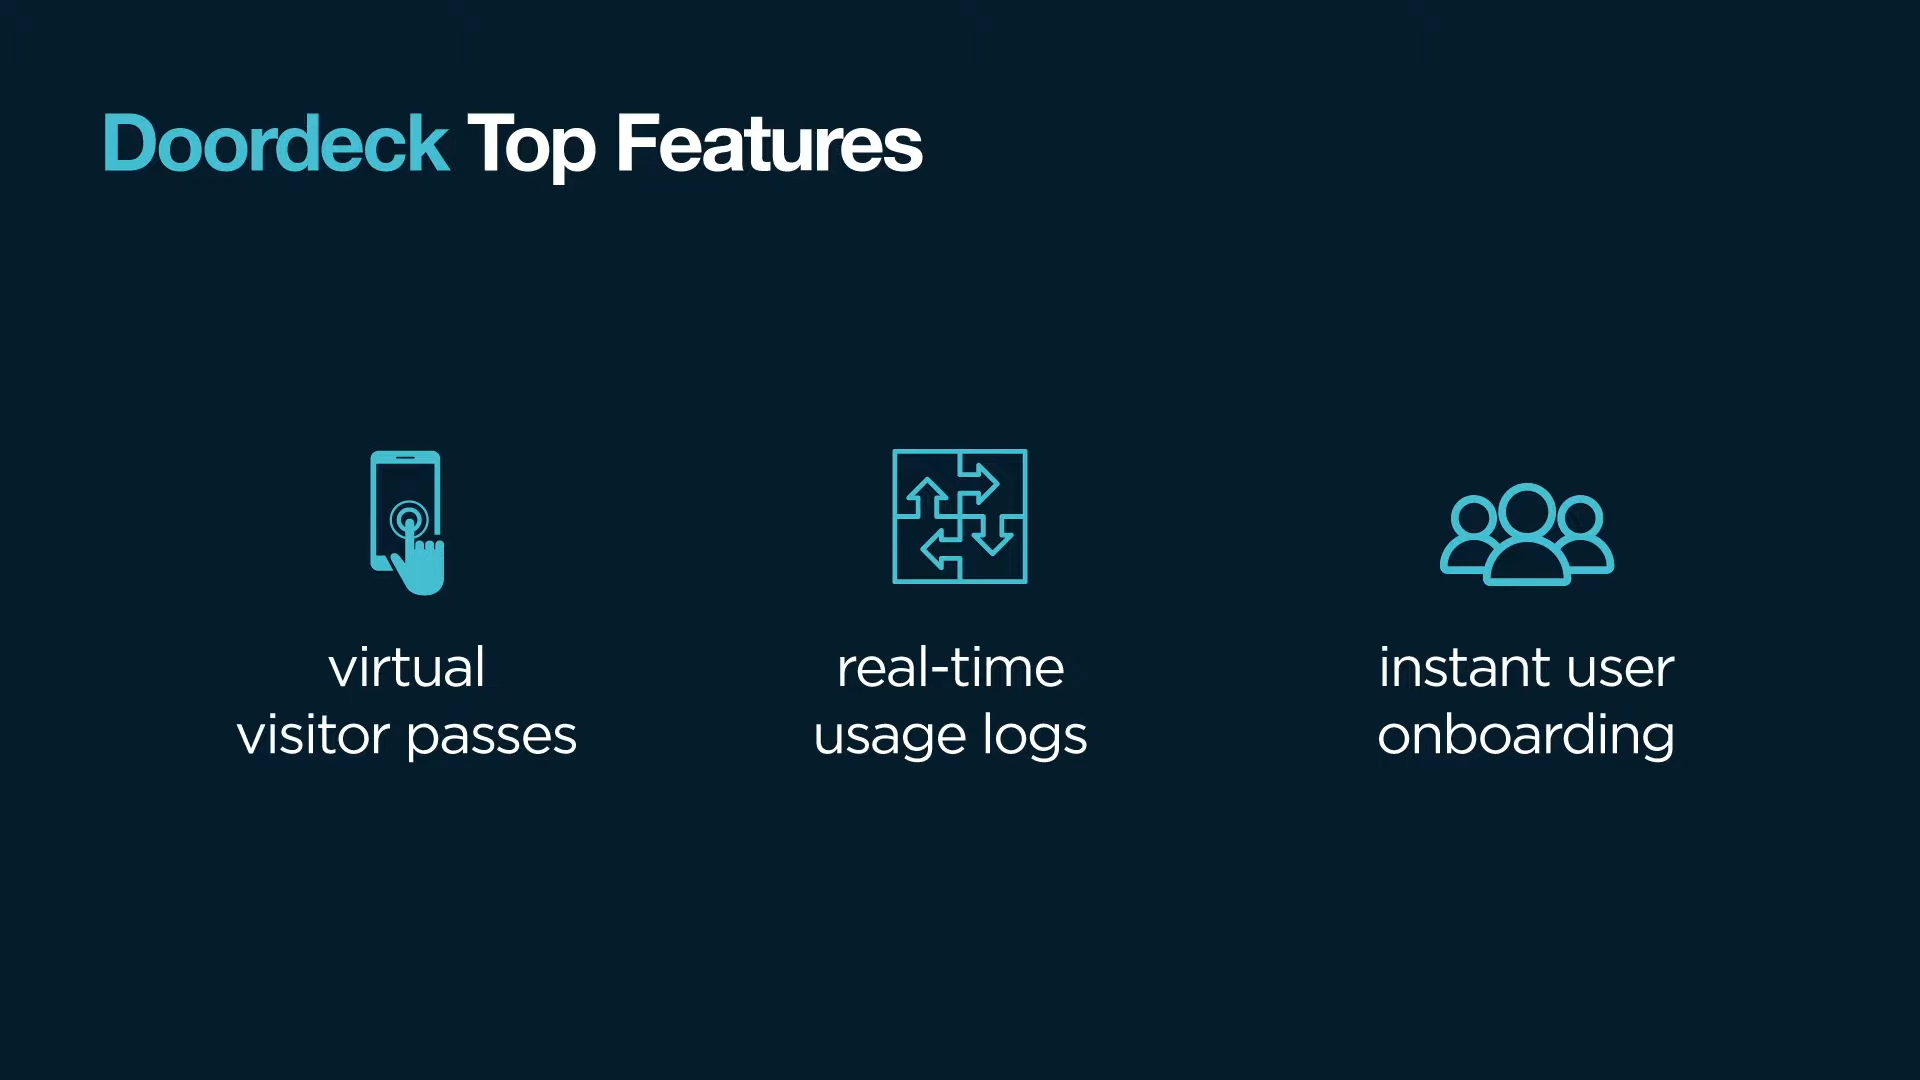 Doordeck Top Features
virtual
visitor passes
real-time
usage logs
instant user
onboarding